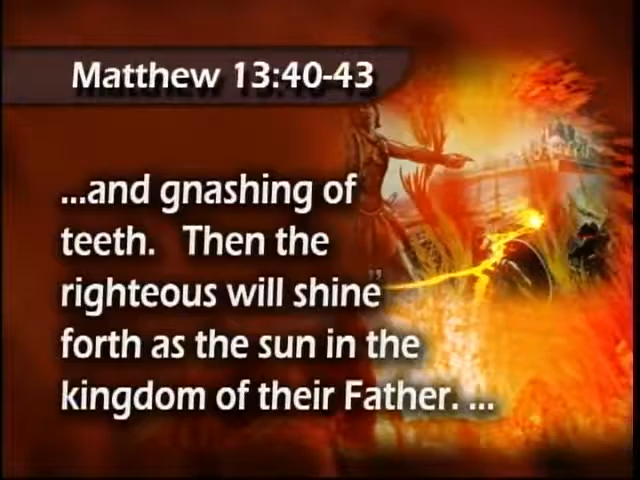 Matthew 13:40-43
...and gnashing of
teeth. Then the
righteous will shine
forth as the sun in the
kingdom of their Father. ...